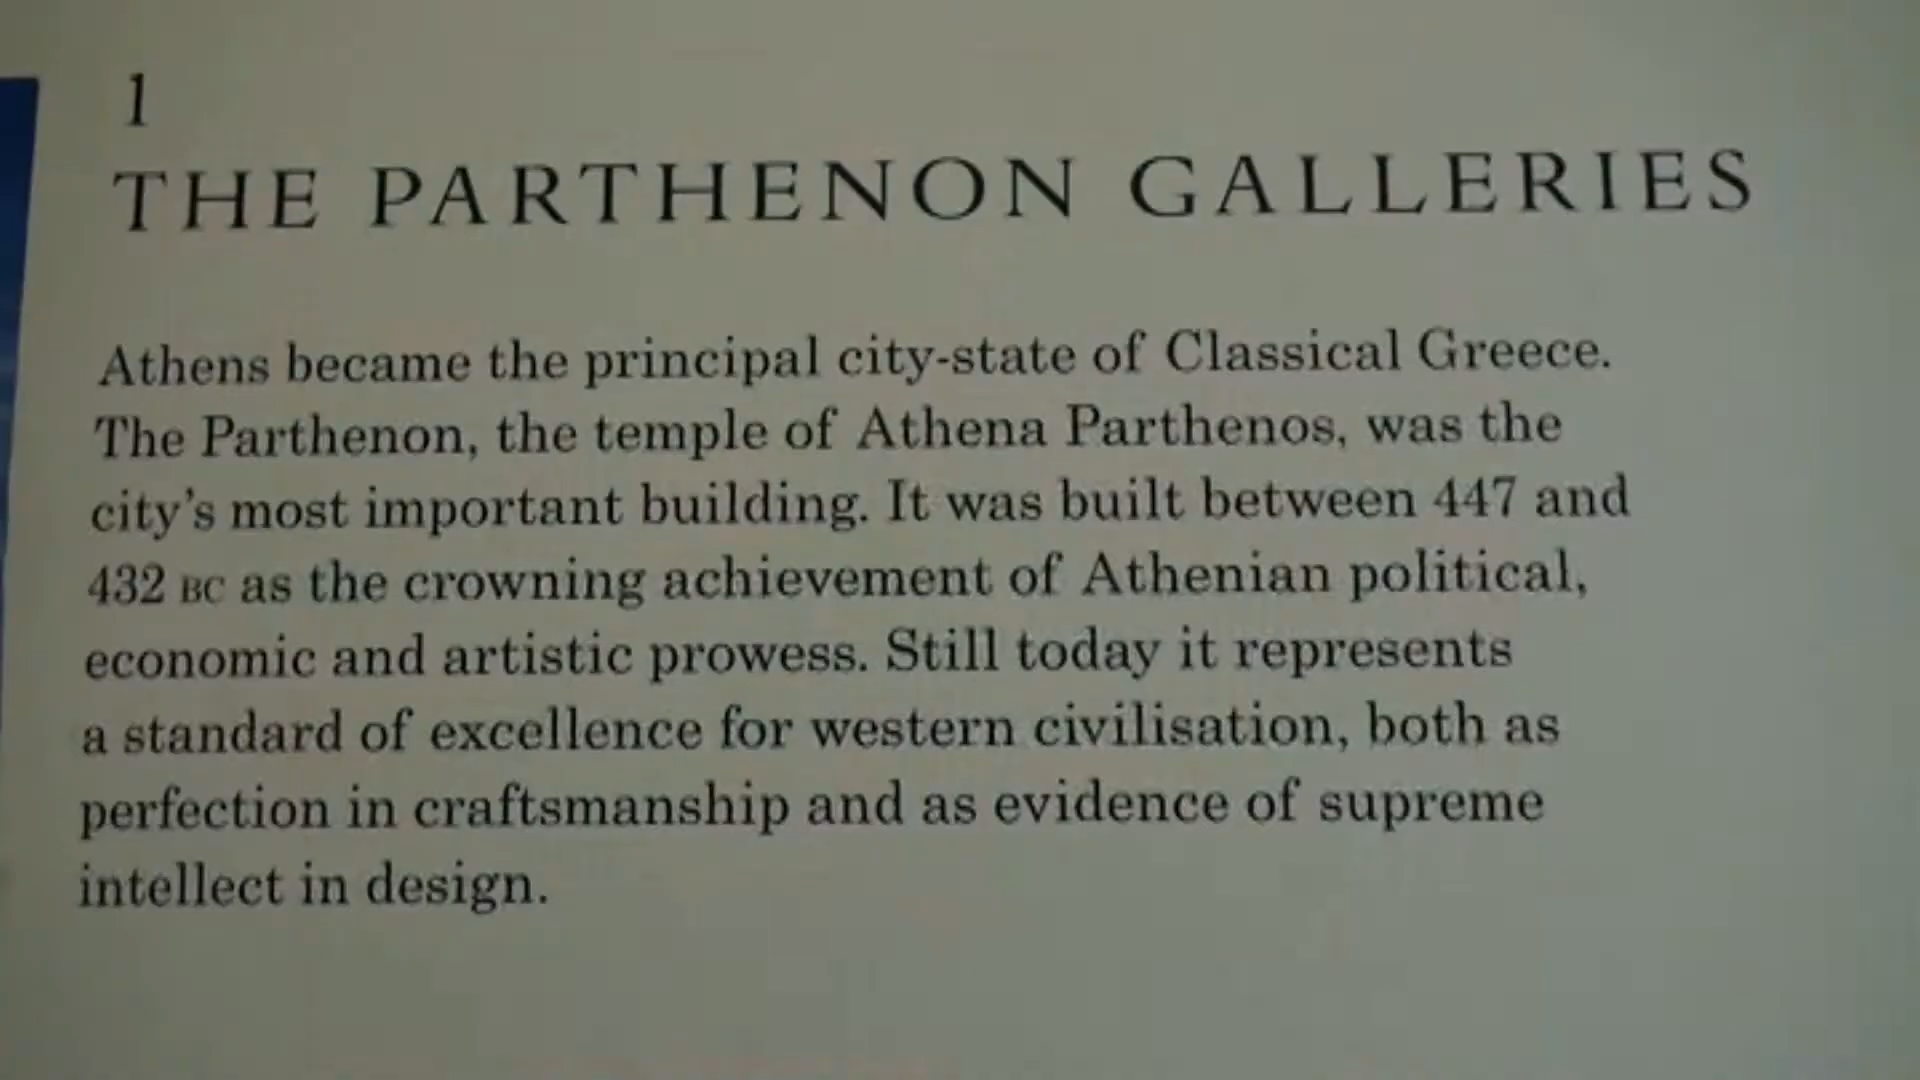 1
THE PARTHENON GALLERIES
Athens became the principal city-state of Classical Greece.
The Parthenon, the temple of Athena Parthenos, was the
city's most important building. It was built between 447 and
432 BC as the crowning achievement of Athenian political,
economic and artistic prowess. Still today it represents
a standard of excellence for western civilisation, both as
perfection in craftsmanship and as evidence of supreme
intellect in design.